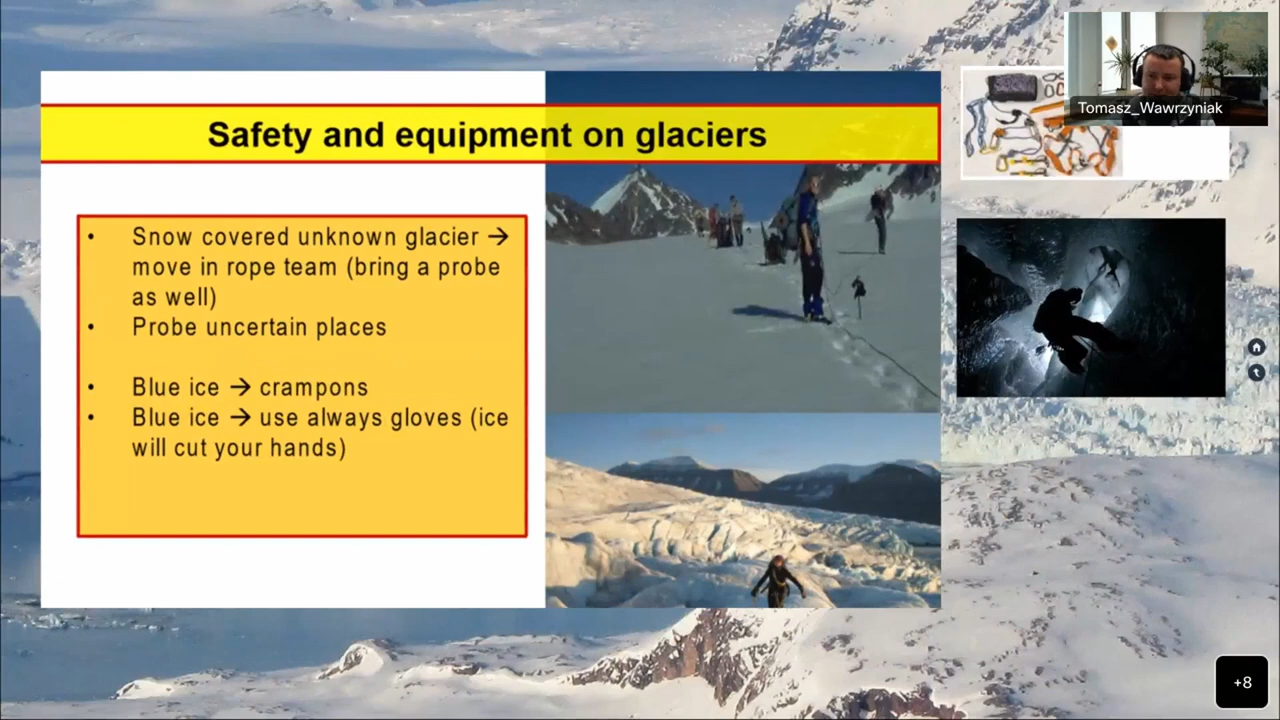 Tomasz_Wawrzyniak
Safety and equipment on glaciers
• Snow covered unknown glacier →
move in rope team (bring a probe
as well)
• Probe uncertain places
• Blue ice → crampons
• Blue ice → use always gloves (ice
will cut your hands)
+8